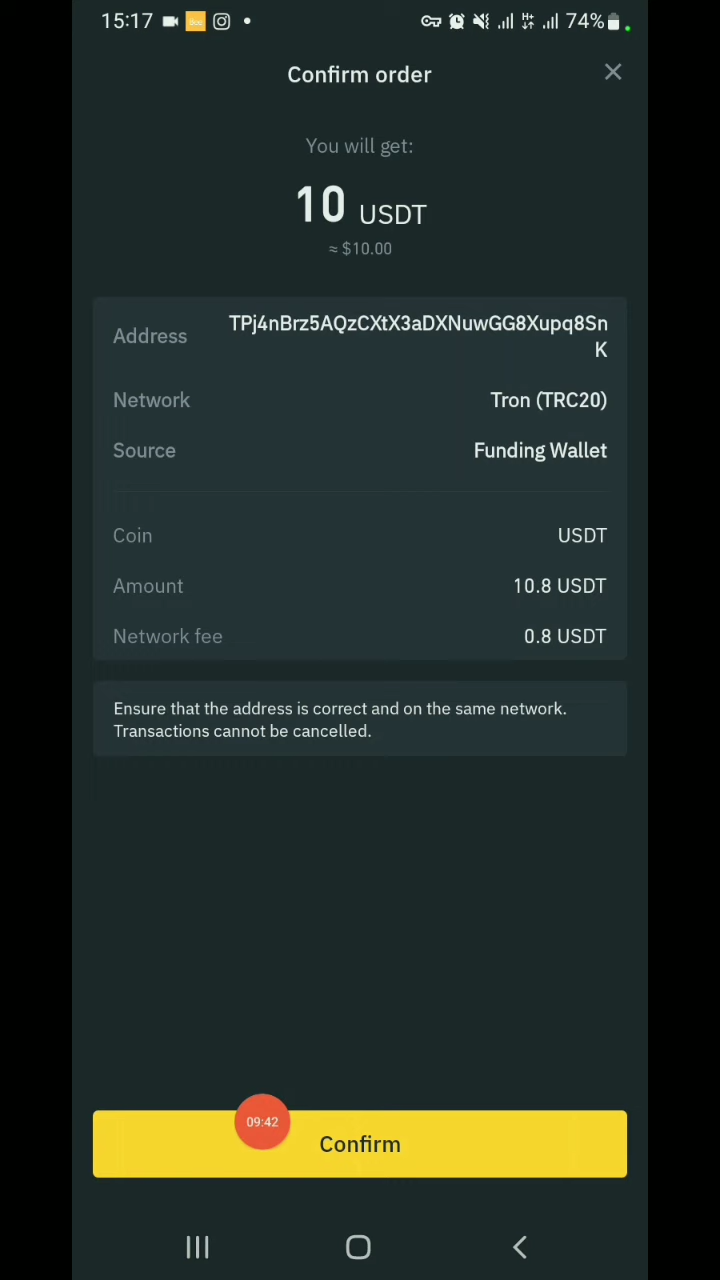 15:17 74%
Confirm order
You will get:
10 USDT
≈ $10.00
Address TPj4nBrz5AQzCXtX3aDXNuwGG8Xupq8Sn
K
Network Tron (TRC20)
Source Funding Wallet
Coin USDT
Amount 10.8 USDT
Network fee 0.8 USDT
Ensure that the address is correct and on the same network.
Transactions cannot be cancelled.
09:42
Confirm